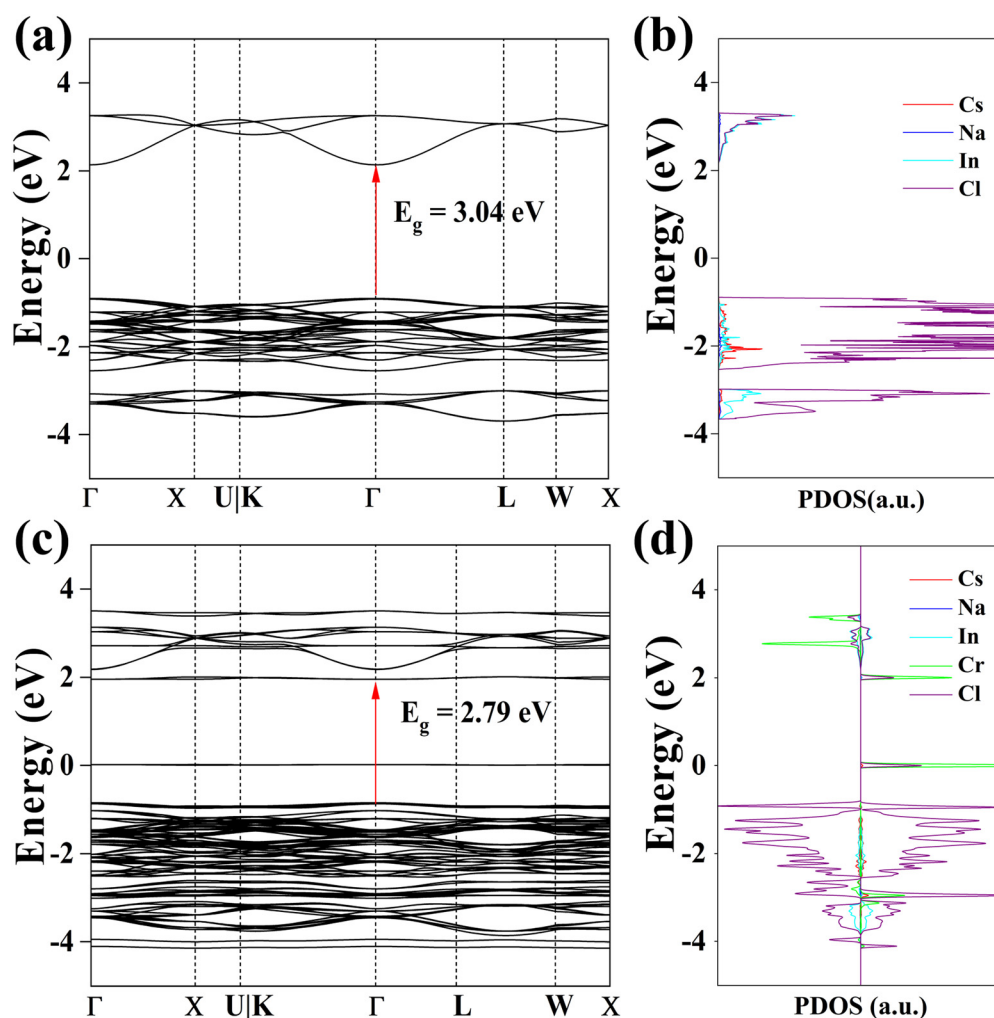 (a)
Energy (eV)
4
2
0
-2
-4
E_g = 3.04 eV
Γ X U|K Γ L W X
(b)
Energy (eV)
4
2
0
-2
-4
Cs
Na
In
Cl
PDOS(a.u.)
(c)
Energy (eV)
4
2
0
-2
-4
E_g = 2.79 eV
Γ X U|K Γ L W X
(d)
Energy (eV)
4
2
0
-2
-4
Cs
Na
In
Cr
Cl
PDOS (a.u.)